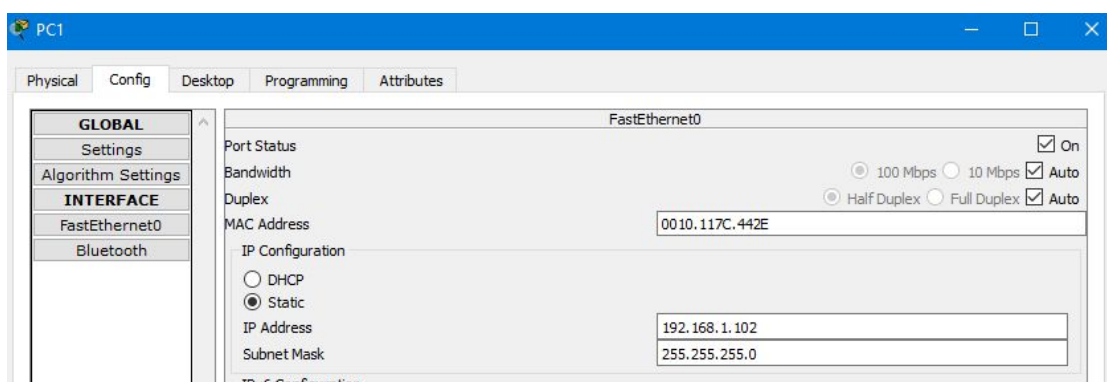 PC1
Physical Config Desktop Programming Attributes
GLOBAL
Settings
Algorithm Settings
INTERFACE
FastEthernet0
Bluetooth
FastEthernet0
Port Status On
Bandwidth 100 Mbps 10 Mbps Auto
Duplex Half Duplex Full Duplex Auto
MAC Address 0010.117C.442E
IP Configuration
DHCP
Static
IP Address 192.168.1.102
Subnet Mask 255.255.255.0